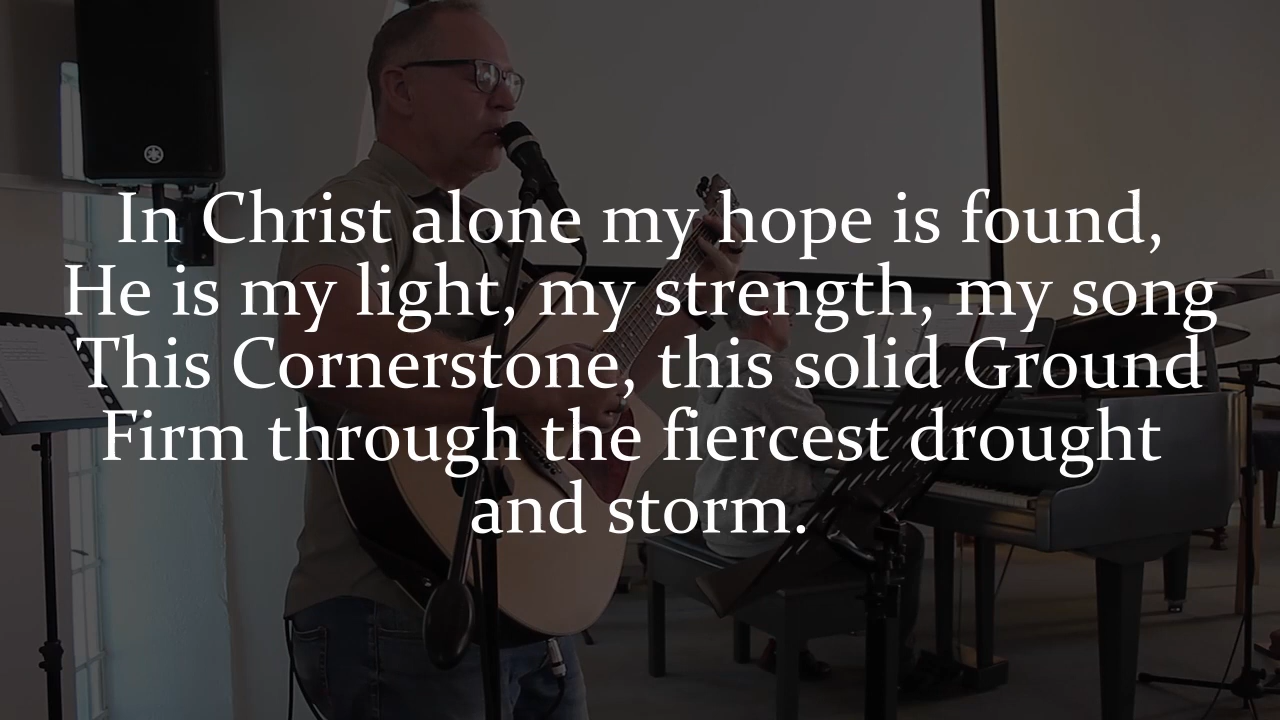 In Christ alone my hope is found,
He is my light, my strength, my song
This Cornerstone, this solid Ground
Firm through the fiercest drought
and storm.